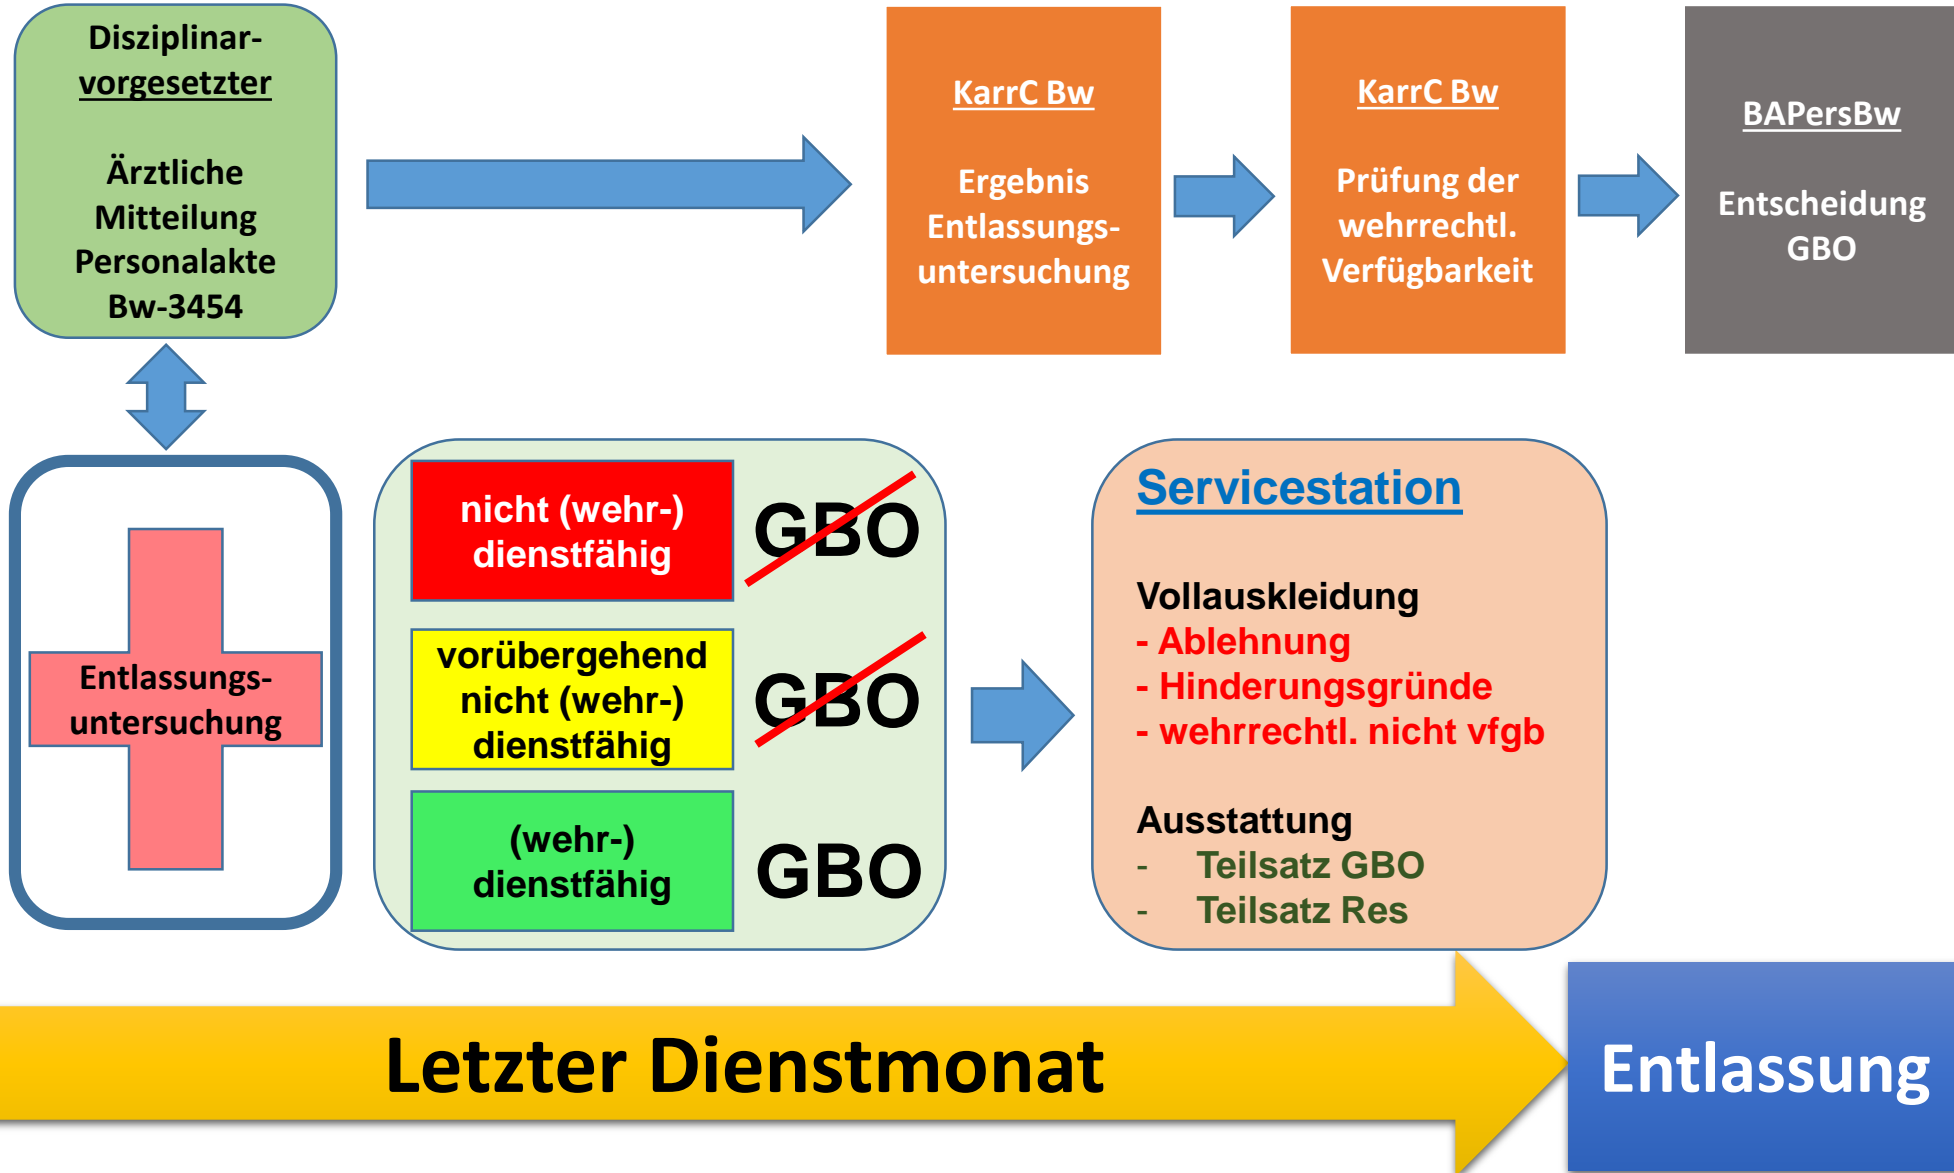 Disziplinar-
vorgesetzter
Ärztliche
Mitteilung
Personalakte
Bw-3454
KarrC Bw
Ergebnis
Entlassungs-
untersuchung
KarrC Bw
Prüfung der
wehrrechtl.
Verfügbarkeit
BAPersBw
Entscheidung
GBO
Entlassungs-
untersuchung
nicht (wehr-)
dienstfähig
GBO
vorübergehend
nicht (wehr-)
dienstfähig
GBO
(wehr-)
dienstfähig
GBO
Servicestation
Vollauskleidung
- Ablehnung
- Hinderungsgründe
- wehrrechtl. nicht vfgb
Ausstattung
- Teilsatz GBO
- Teilsatz Res
Letzter Dienstmonat
Entlassung